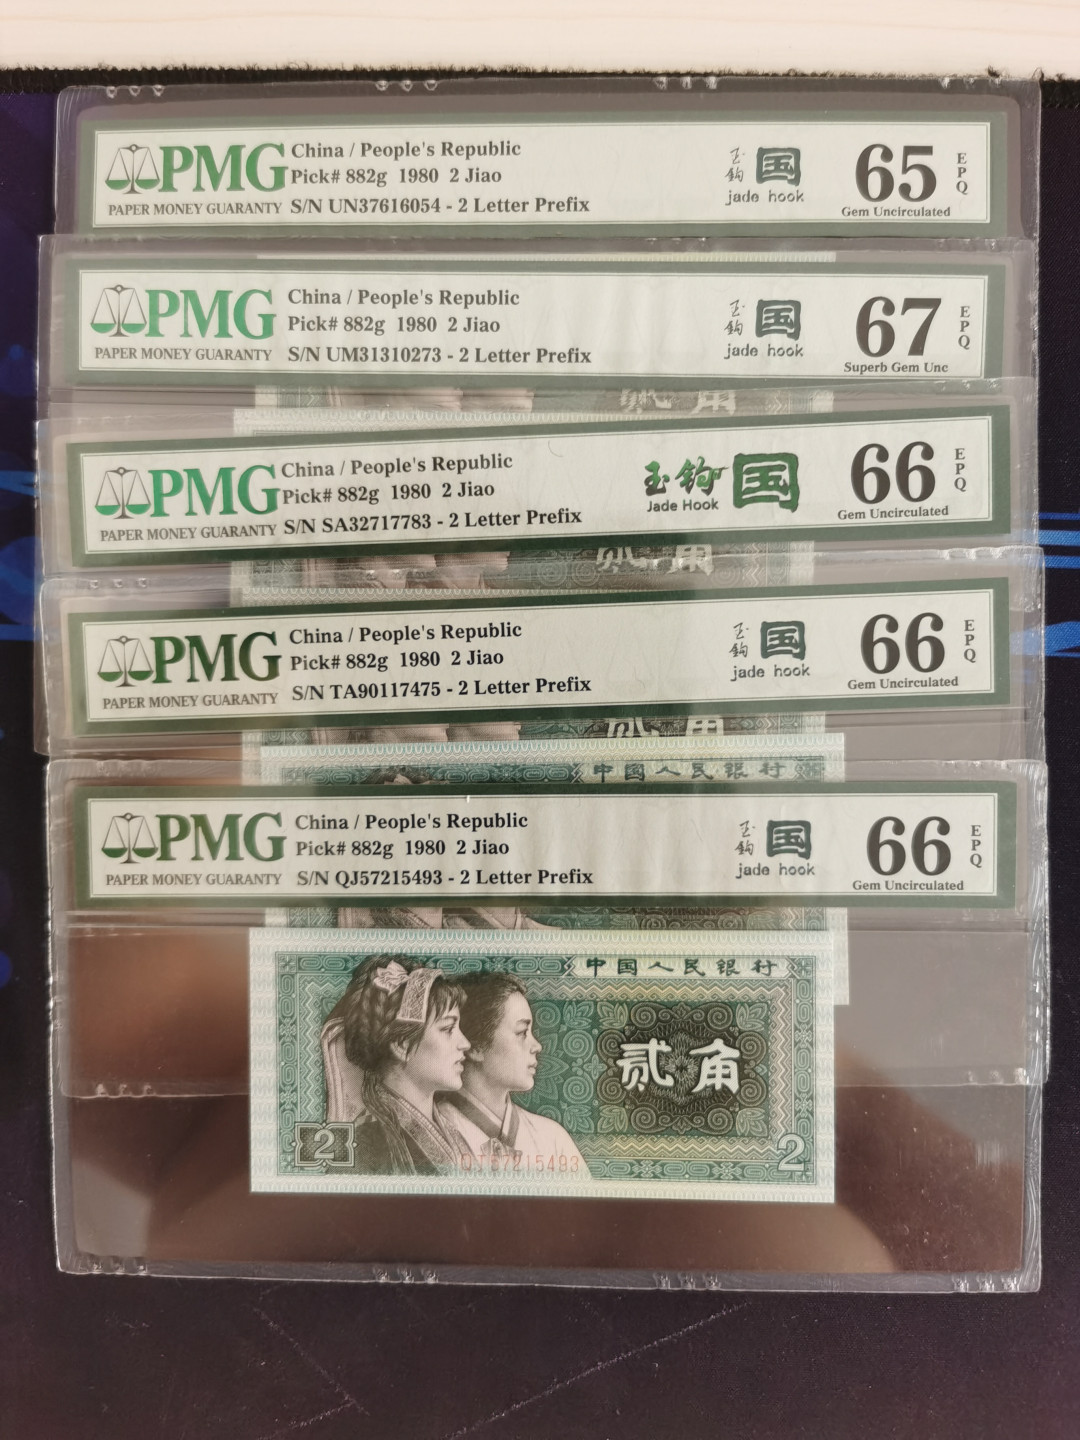 PMG
PAPER MONEY GUARANTY
China / People's Republic
Pick# 882g 1980 2 Jiao
S/N UN37616054 - 2 Letter Prefix
玉钩 国
jade hook
65 EPQ
Gem Uncirculated
PMG
PAPER MONEY GUARANTY
China / People's Republic
Pick# 882g 1980 2 Jiao
S/N UM31310273 - 2 Letter Prefix
玉钩 国
jade hook
67 EPQ
Superb Gem Unc
贰角
PMG
PAPER MONEY GUARANTY
China / People's Republic
Pick# 882g 1980 2 Jiao
S/N SA32717783 - 2 Letter Prefix
玉钩 国
Jade Hook
66 EPQ
Gem Uncirculated
贰角
PMG
PAPER MONEY GUARANTY
China / People's Republic
Pick# 882g 1980 2 Jiao
S/N TA90117475 - 2 Letter Prefix
玉钩 国
jade hook
66 EPQ
Gem Uncirculated
贰角
中国人民银行
PMG
PAPER MONEY GUARANTY
China / People's Republic
Pick# 882g 1980 2 Jiao
S/N QJ57215493 - 2 Letter Prefix
玉钩 国
jade hook
66 EPQ
Gem Uncirculated
中国人民银行
贰角
2
QJ57215493
2